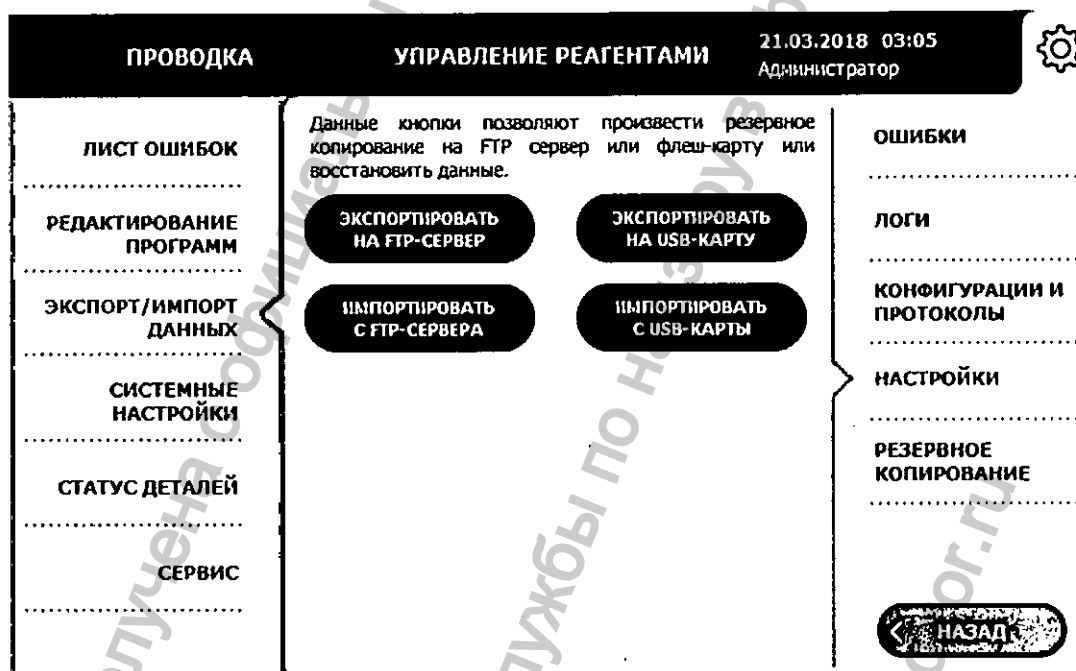 ПРОВОДКА
УПРАВЛЕНИЕ РЕАГЕНТАМИ
21.03.2018 03:05
Администратор
ЛИСТ ОШИБОК
РЕДАКТИРОВАНИЕ
ПРОГРАММ
ЭКСПОРТ/ИМПОРТ
ДАННЫХ
СИСТЕМНЫЕ
НАСТРОЙКИ
СТАТУС ДЕТАЛЕЙ
СЕРВИС
Данные кнопки позволяют произвести резервное
копирование на FTP сервер или флеш-карту или
восстановить данные.
ЭКСПОРТИРОВАТЬ
НА FTP-СЕРВЕР
ЭКСПОРТИРОВАТЬ
НА USB-КАРТУ
ИМПОРТИРОВАТЬ
С FTP-СЕРВЕРА
ИМПОРТИРОВАТЬ
С USB-КАРТЫ
ОШИБКИ
ЛОГИ
КОНФИГУРАЦИИ И
ПРОТОКОЛЫ
НАСТРОЙКИ
РЕЗЕРВНОЕ
КОПИРОВАНИЕ
НАЗАД